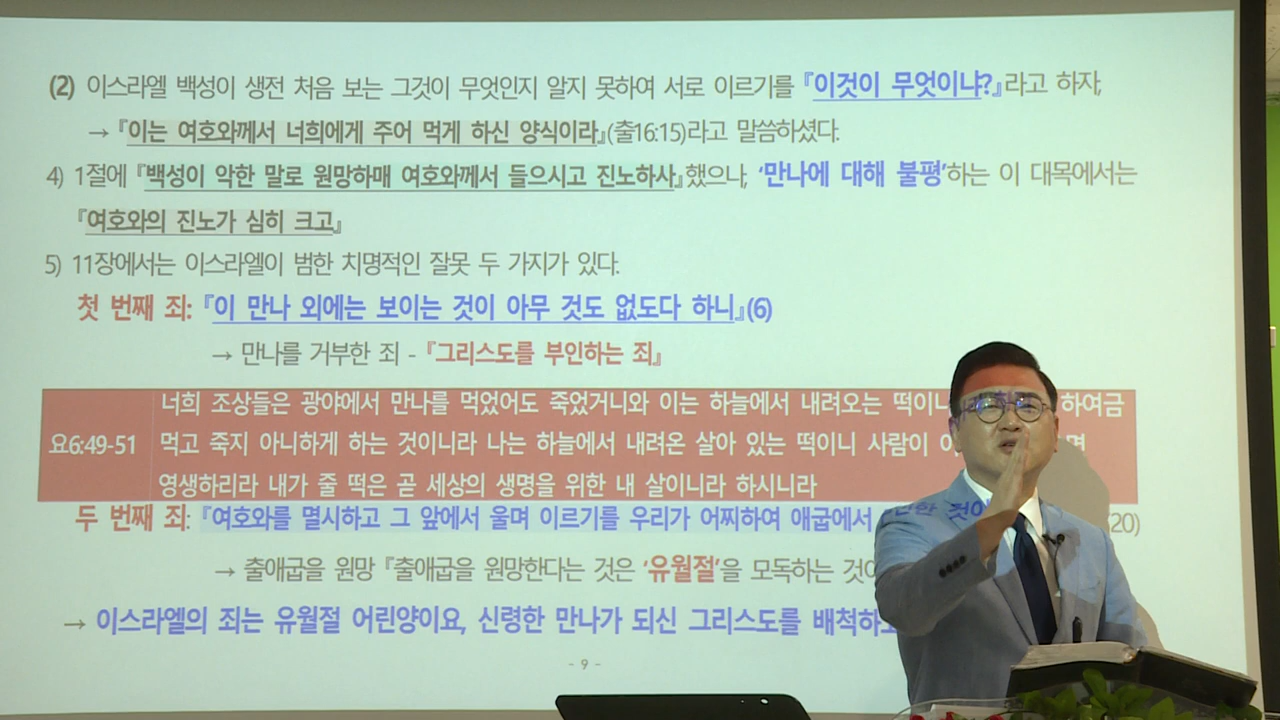 (2) 이스라엘 백성이 생전 처음 보는 그것이 무엇인지 알지 못하여 서로 이르기를 『이것이 무엇이냐?』라고 하자,
→ 『이는 여호와께서 너희에게 주어 먹게 하신 양식이라』(출16:15)라고 말씀하셨다.
4) 1절에 『백성이 악한 말로 원망하매 여호와께서 들으시고 진노하사』했으나, ‘만나에 대해 불평’하는 이 대목에서는
『여호와의 진노가 심히 크고』
5) 11장에서는 이스라엘이 범한 치명적인 잘못 두 가지가 있다.
첫 번째 죄: 『이 만나 외에는 보이는 것이 아무 것도 없도다 하니』(6)
→ 만나를 거부한 죄 - 『그리스도를 부인하는 죄』
너희 조상들은 광야에서 만나를 먹었어도 죽었거니와 이는 하늘에서 내려오는 떡이니 하여금
요6:49-51 먹고 죽지 아니하게 하는 것이니라 나는 하늘에서 내려온 살아 있는 떡이니 사람이
영생하리라 내가 줄 떡은 곧 세상의 생명을 위한 내 살이니라 하시니라
두 번째 죄: 『여호와를 멸시하고 그 앞에서 울며 이르기를 우리가 어찌하여 애굽에서 (20)
→ 출애굽을 원망 『출애굽을 원망한다는 것은 ‘유월절’을 모독하는
→ 이스라엘의 죄는 유월절 어린양이요, 신령한 만나가 되신 그리스도를
- 9 -